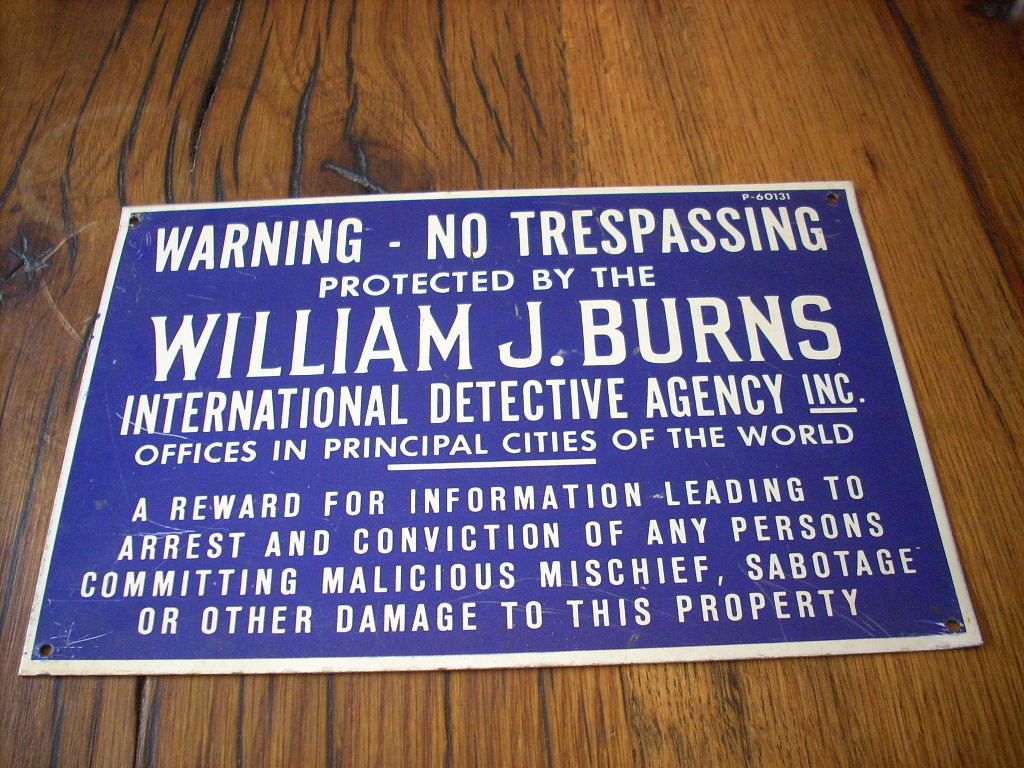 P-60131
WARNING - NO TRESPASSING
PROTECTED BY THE
WILLIAM J. BURNS
INTERNATIONAL DETECTIVE AGENCY INC.
OFFICES IN PRINCIPAL CITIES OF THE WORLD
A REWARD FOR INFORMATION LEADING TO
ARREST AND CONVICTION OF ANY PERSONS
COMMITTING MALICIOUS MISCHIEF, SABOTAGE
OR OTHER DAMAGE TO THIS PROPERTY